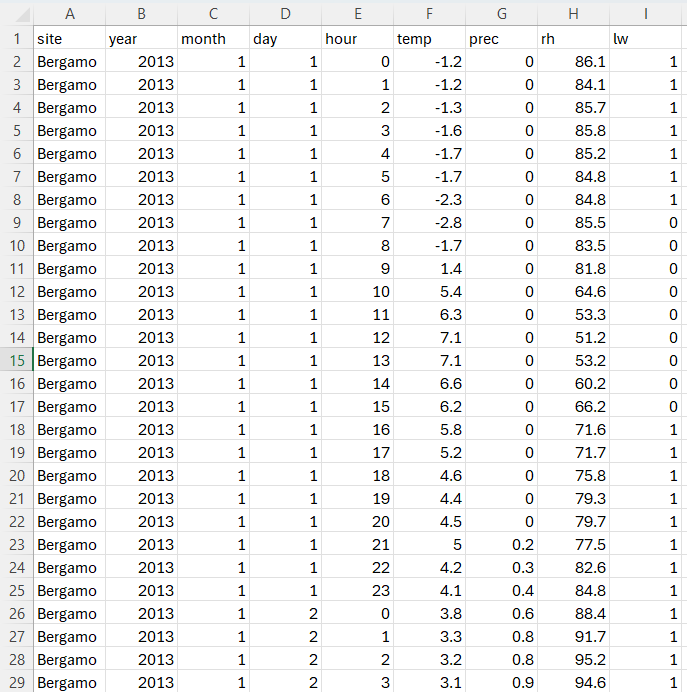 A B C D E F G H I
1 site year month day hour temp prec rh lw
2 Bergamo 2013 1 1 0 -1.2 0 86.1 1
3 Bergamo 2013 1 1 1 -1.2 0 84.1 1
4 Bergamo 2013 1 1 2 -1.3 0 85.7 1
5 Bergamo 2013 1 1 3 -1.6 0 85.8 1
6 Bergamo 2013 1 1 4 -1.7 0 85.2 1
7 Bergamo 2013 1 1 5 -1.7 0 84.8 1
8 Bergamo 2013 1 1 6 -2.3 0 84.8 1
9 Bergamo 2013 1 1 7 -2.8 0 85.5 0
10 Bergamo 2013 1 1 8 -1.7 0 83.5 0
11 Bergamo 2013 1 1 9 1.4 0 81.8 0
12 Bergamo 2013 1 1 10 5.4 0 64.6 0
13 Bergamo 2013 1 1 11 6.3 0 53.3 0
14 Bergamo 2013 1 1 12 7.1 0 51.2 0
15 Bergamo 2013 1 1 13 7.1 0 53.2 0
16 Bergamo 2013 1 1 14 6.6 0 60.2 0
17 Bergamo 2013 1 1 15 6.2 0 66.2 0
18 Bergamo 2013 1 1 16 5.8 0 71.6 1
19 Bergamo 2013 1 1 17 5.2 0 71.7 1
20 Bergamo 2013 1 1 18 4.6 0 75.8 1
21 Bergamo 2013 1 1 19 4.4 0 79.3 1
22 Bergamo 2013 1 1 20 4.5 0 79.7 1
23 Bergamo 2013 1 1 21 5 0.2 77.5 1
24 Bergamo 2013 1 1 22 4.2 0.3 82.6 1
25 Bergamo 2013 1 1 23 4.1 0.4 84.8 1
26 Bergamo 2013 1 2 0 3.8 0.6 88.4 1
27 Bergamo 2013 1 2 1 3.3 0.8 91.7 1
28 Bergamo 2013 1 2 2 3.2 0.8 95.2 1
29 Bergamo 2013 1 2 3 3.1 0.9 94.6 1